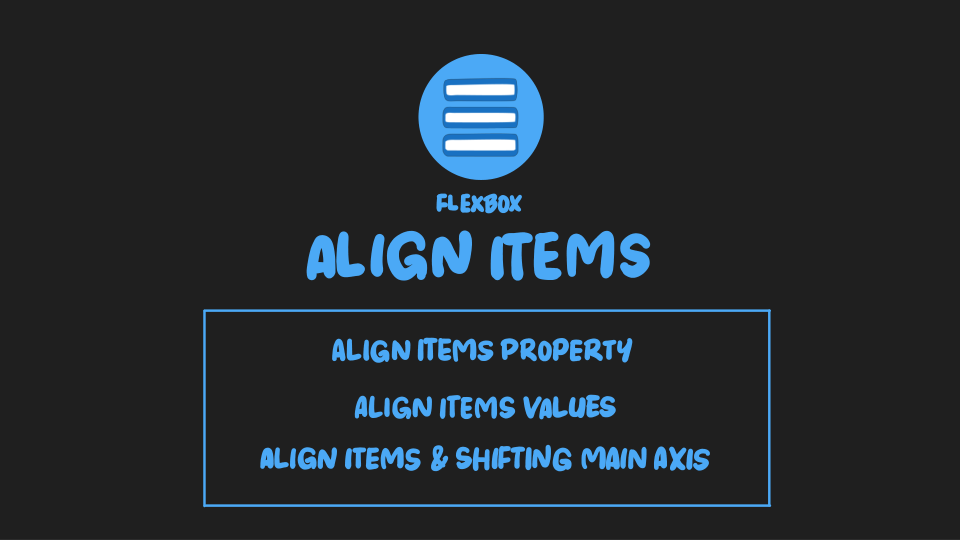 FLEXBOX
ALIGN ITEMS
ALIGN ITEMS PROPERTY
ALIGN ITEMS VALUES
ALIGN ITEMS & SHIFTING MAIN AXIS